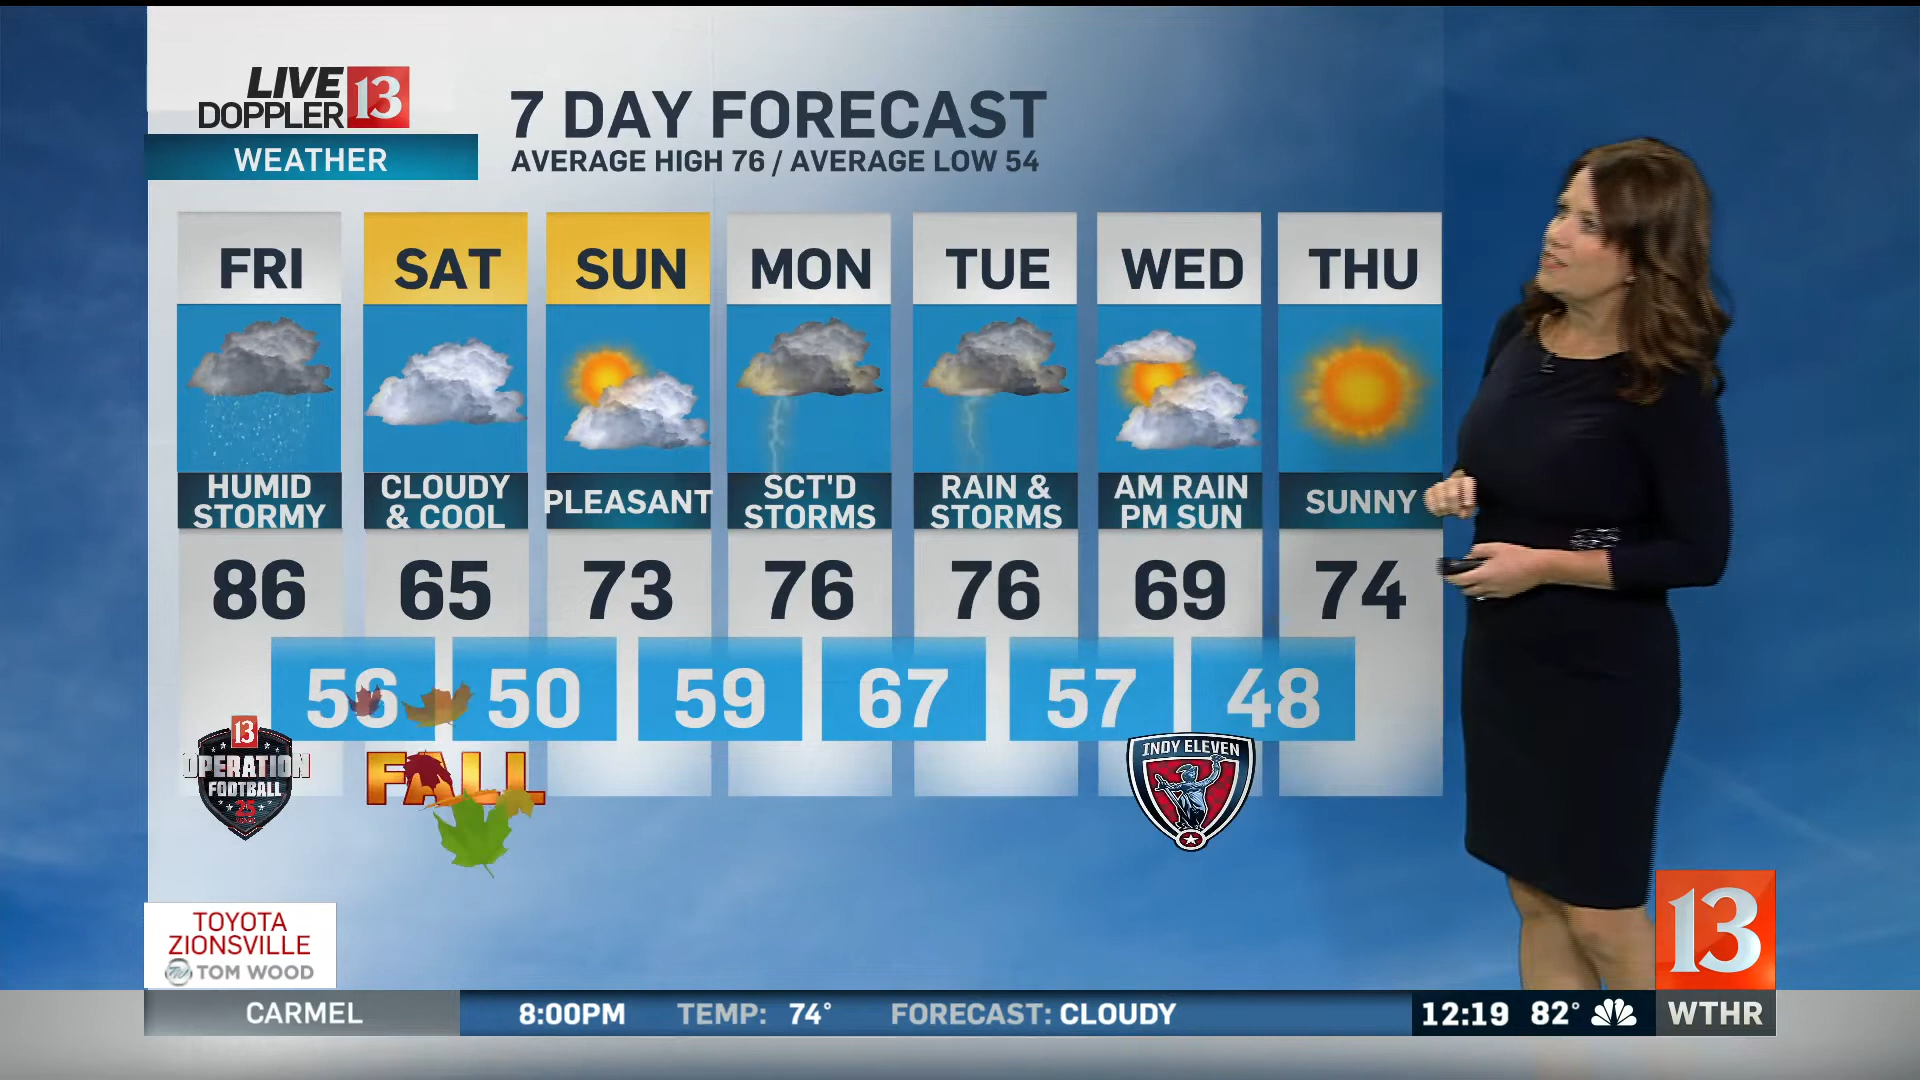 LIVE
DOPPLER 13
WEATHER
7 DAY FORECAST
AVERAGE HIGH 76 / AVERAGE LOW 54
FRI SAT SUN MON TUE WED THU
HUMID
STORMY
CLOUDY
& COOL
PLEASANT
SCT'D
STORMS
RAIN &
STORMS
AM RAIN
PM SUN
SUNNY
86 65 73 76 76 69 74
56 50 59 67 57 48
13
OPERATION
FOOTBALL
25
FALL
INDY ELEVEN
TOYOTA
ZIONSVILLE
TOM WOOD
13
CARMEL 8:00PM TEMP: 74° FORECAST: CLOUDY 12:19 82° WTHR